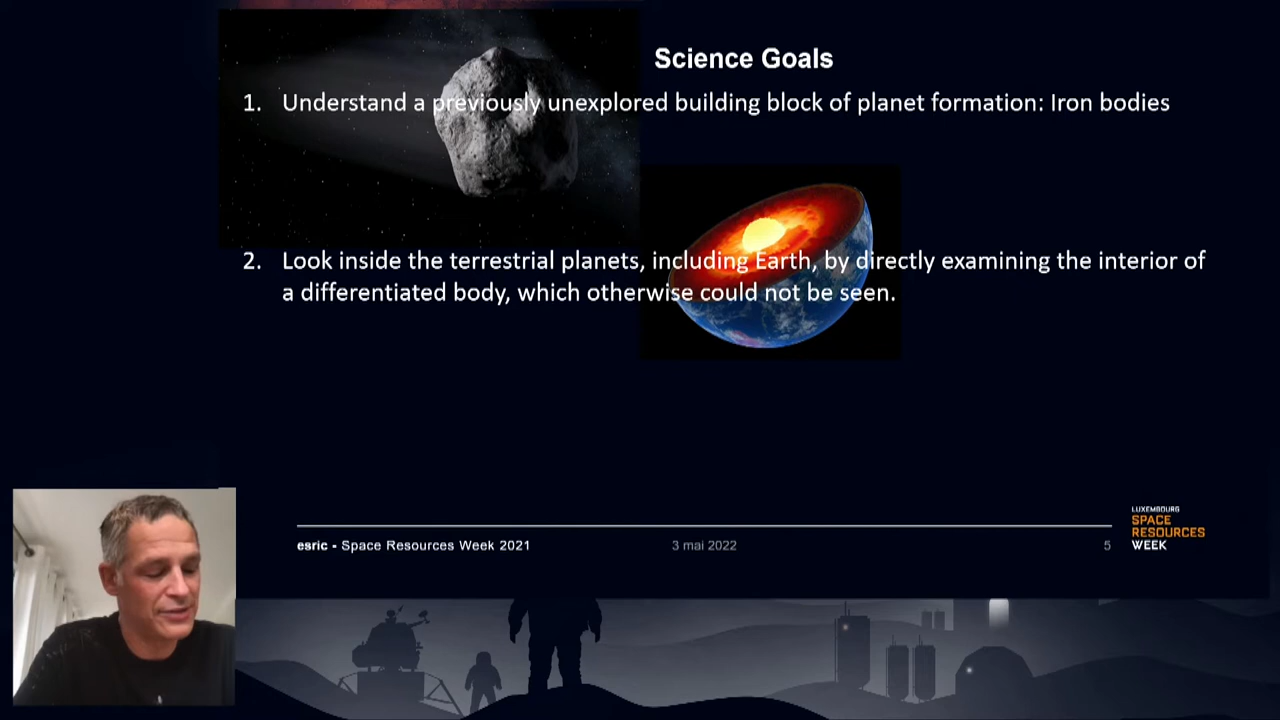 Science Goals
1. Understand a previously unexplored building block of planet formation: Iron bodies
2. Look inside the terrestrial planets, including Earth, by directly examining the interior of
a differentiated body, which otherwise could not be seen.
esric - Space Resources Week 2021
3 mai 2022
5
LUXEMBOURG
SPACE
RESOURCES
WEEK